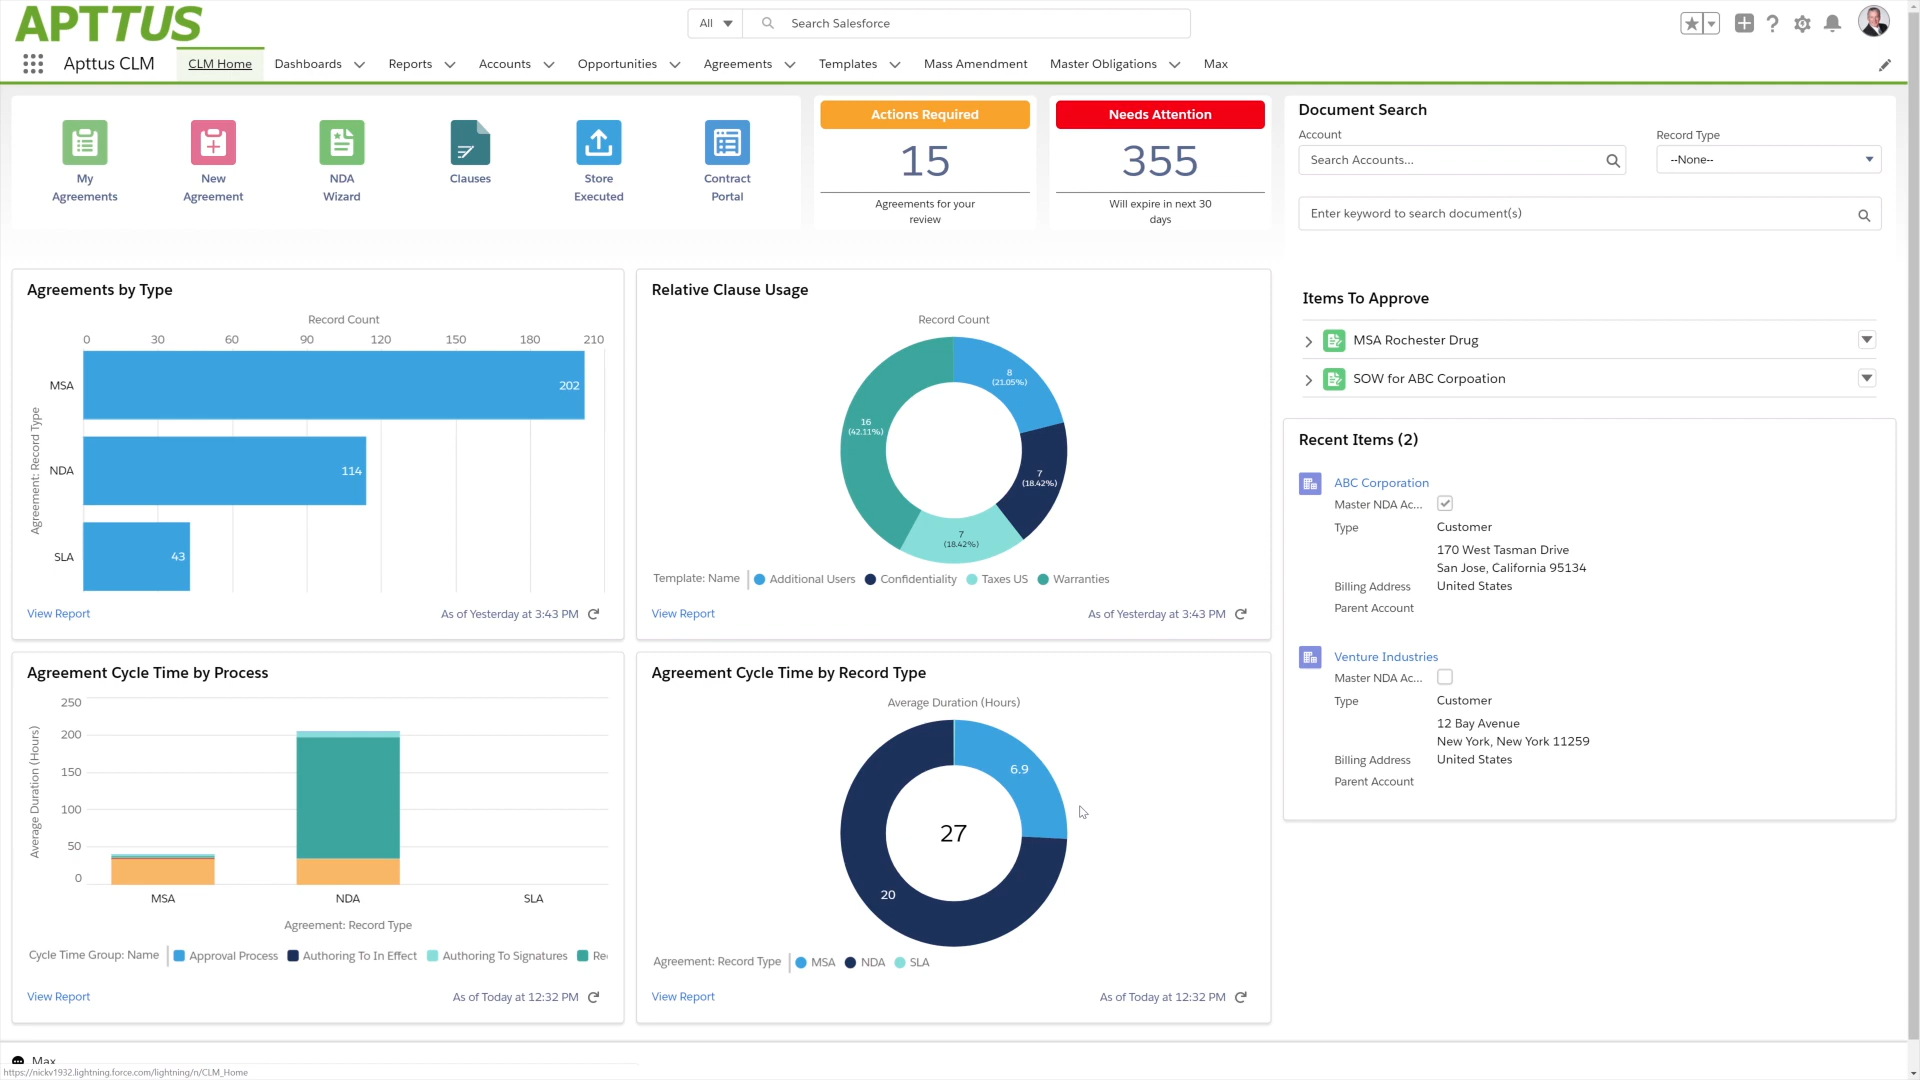 APTTUS
All
Search Salesforce
Apttus CLM
CLM Home
Dashboards
Reports
Accounts
Opportunities
Agreements
Templates
Mass Amendment
Master Obligations
Max
My
Agreements
New
Agreement
NDA
Wizard
Clauses
Store
Executed
Contract
Portal
Actions Required
15
Agreements for your
review
Needs Attention
355
Will expire in next 30
days
Document Search
Account
Search Accounts...
Record Type
--None--
Enter keyword to search document(s)
Agreements by Type
Record Count
0 30 60 90 120 150 180 210
Agreement: Record Type
MSA 202
NDA 114
SLA 43
View Report
As of Yesterday at 3:43 PM
Relative Clause Usage
Record Count
8
(21.05%)
16
(42.11%)
7
(18.42%)
7
(18.42%)
Template: Name
Additional Users
Confidentiality
Taxes US
Warranties
View Report
As of Yesterday at 3:43 PM
Items To Approve
MSA Rochester Drug
SOW for ABC Corpoation
Recent Items (2)
ABC Corporation
Master NDA Ac...
Type Customer
170 West Tasman Drive
San Jose, California 95134
Billing Address United States
Parent Account
Venture Industries
Master NDA Ac...
Type Customer
12 Bay Avenue
New York, New York 11259
Billing Address United States
Parent Account
Agreement Cycle Time by Process
Average Duration (Hours)
250
200
150
100
50
0
MSA NDA SLA
Agreement: Record Type
Cycle Time Group: Name
Approval Process
Authoring To In Effect
Authoring To Signatures
Re
View Report
As of Today at 12:32 PM
Agreement Cycle Time by Record Type
Average Duration (Hours)
6.9
27
20
Agreement: Record Type
MSA
NDA
SLA
View Report
As of Today at 12:32 PM
Max
https://nickv1932.lightning.force.com/lightning/n/CLM_Home